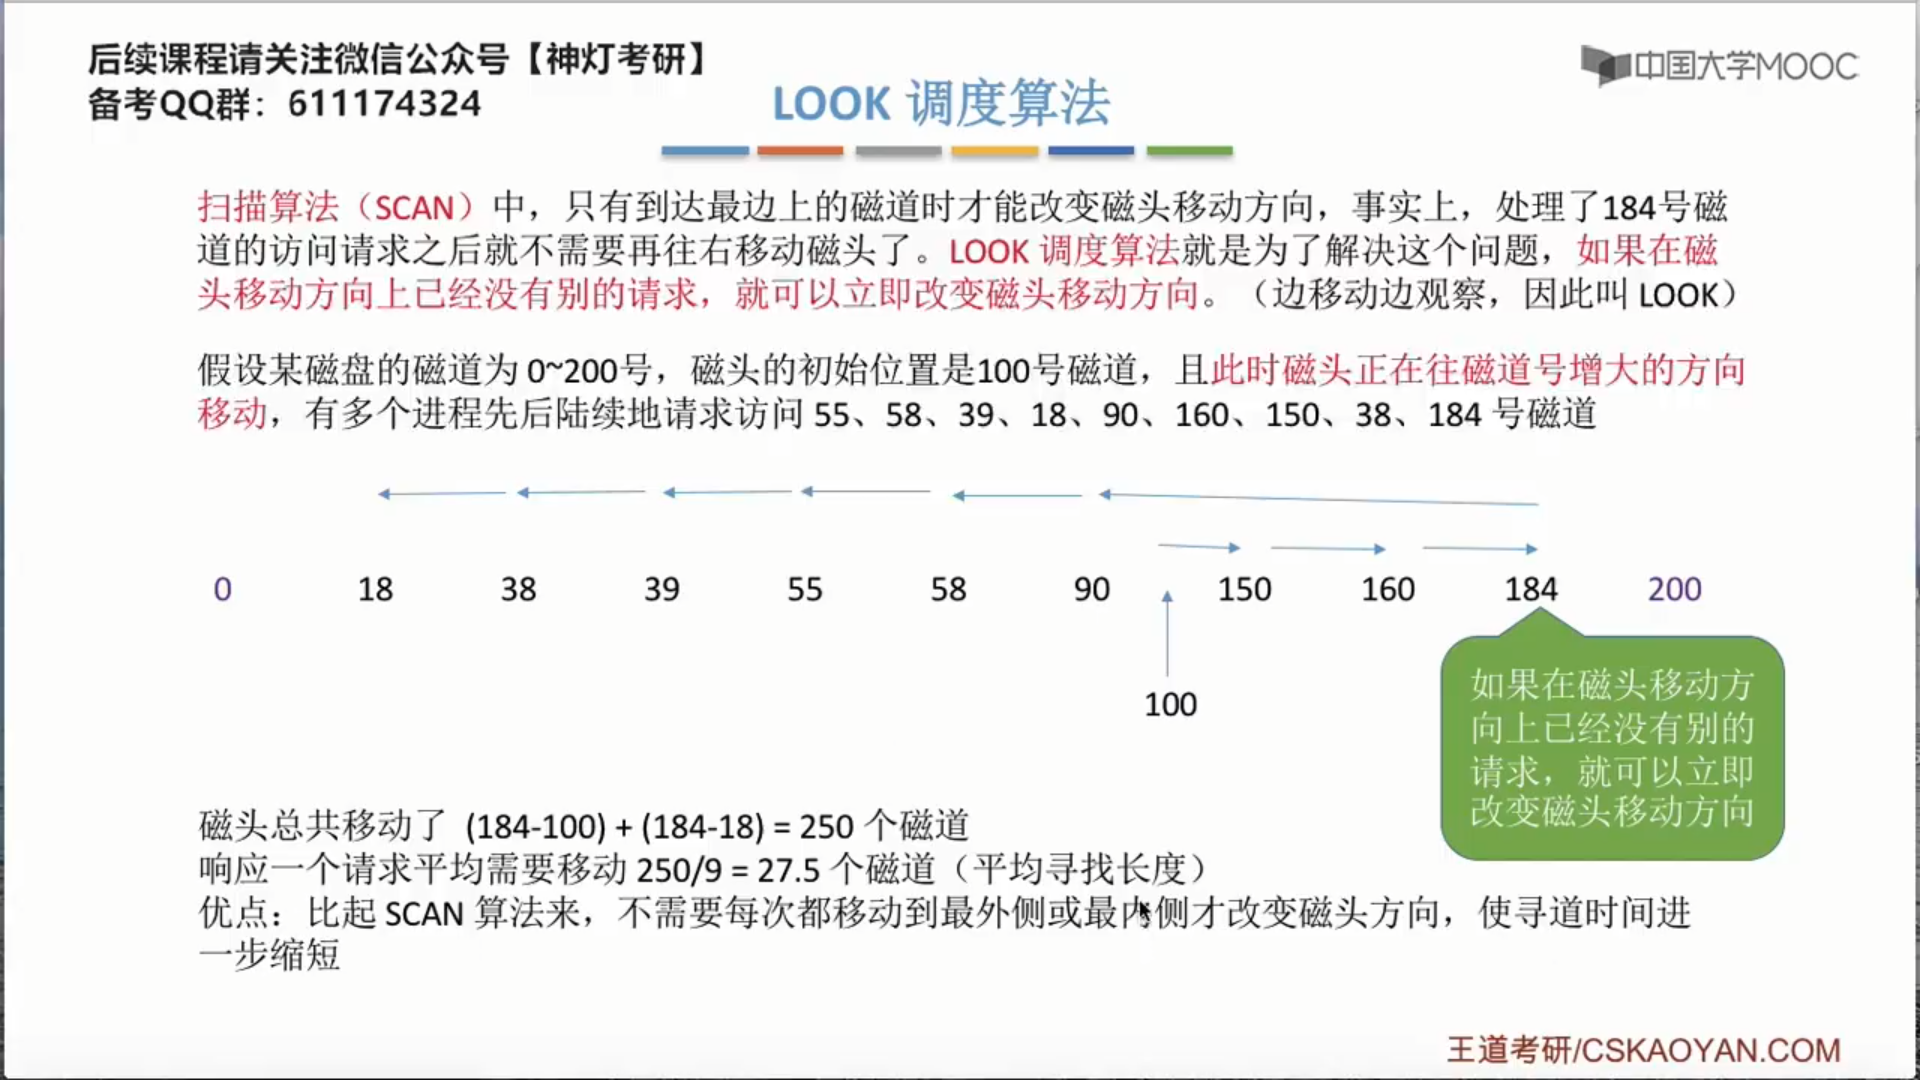 后续课程请关注微信公众号【神灯考研】
备考QQ群：611174324
中国大学MOOC
LOOK 调度算法
扫描算法（SCAN）中，只有到达最边上的磁道时才能改变磁头移动方向，事实上，处理了184号磁
道的访问请求之后就不需要再往右移动磁头了。LOOK 调度算法就是为了解决这个问题，如果在磁
头移动方向上已经没有别的请求，就可以立即改变磁头移动方向。（边移动边观察，因此叫 LOOK）
假设某磁盘的磁道为 0~200号，磁头的初始位置是100号磁道，且此时磁头正在往磁道号增大的方向
移动，有多个进程先后陆续地请求访问 55、58、39、18、90、160、150、38、184 号磁道
0 18 38 39 55 58 90 150 160 184 200
100
如果在磁头移动方
向上已经没有别的
请求，就可以立即
改变磁头移动方向
磁头总共移动了 (184-100) + (184-18) = 250 个磁道
响应一个请求平均需要移动 250/9 = 27.5 个磁道（平均寻找长度）
优点：比起 SCAN 算法来，不需要每次都移动到最外侧或最内侧才改变磁头方向，使寻道时间进
一步缩短
王道考研/CSKAOYAN.COM